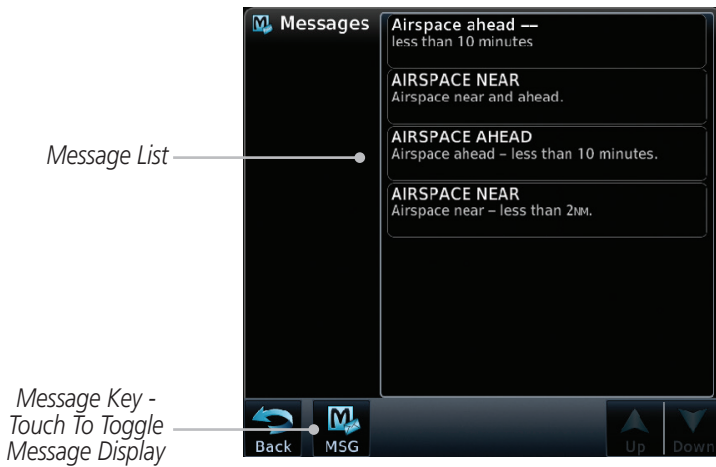 Messages
Airspace ahead --
less than 10 minutes
AIRSPACE NEAR
Airspace near and ahead.
AIRSPACE AHEAD
Airspace ahead – less than 10 minutes.
AIRSPACE NEAR
Airspace near – less than 2NM.
Message List
Message Key -
Touch To Toggle
Message Display
Back
MSG
Up
Down